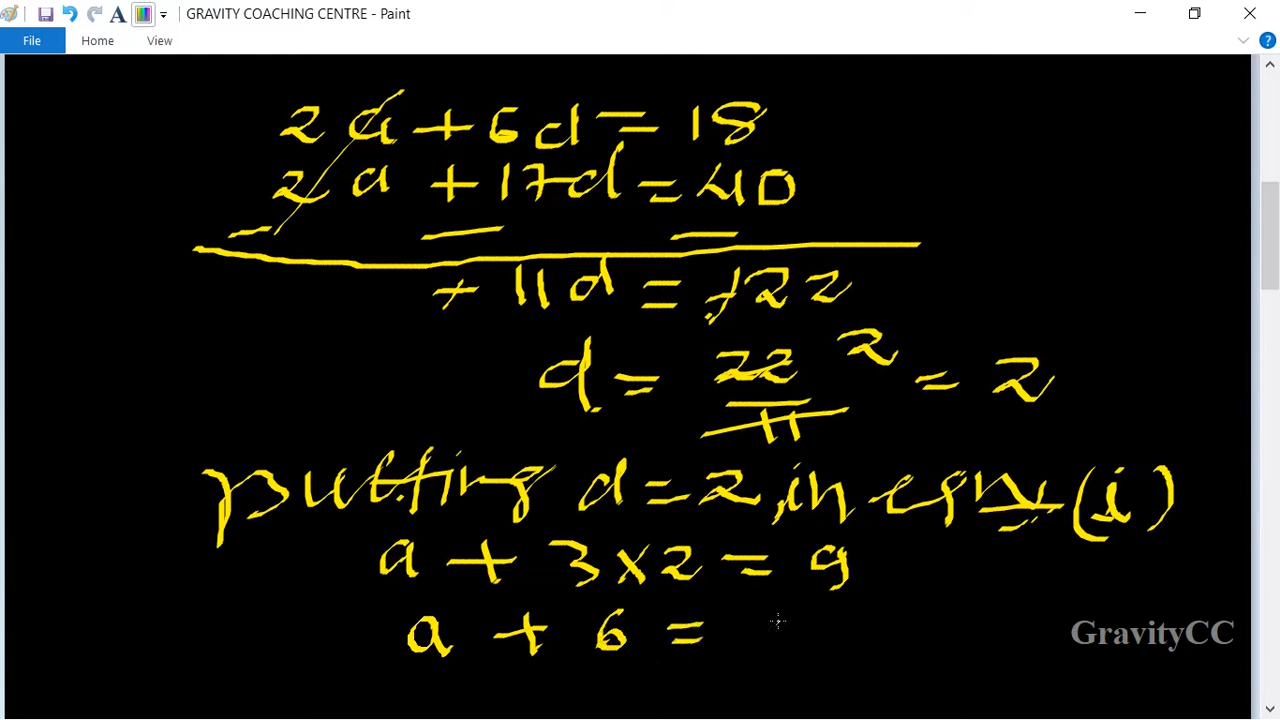 GRAVITY COACHING CENTRE - Paint
File Home View
2a + 6d = 18
2a + 17d = 40
- - -
+ 11d = +22
d = 22/11 2 = 2
putting d = 2, in eqn (i)
a + 3 x 2 = 9
a + 6 =
GravityCC